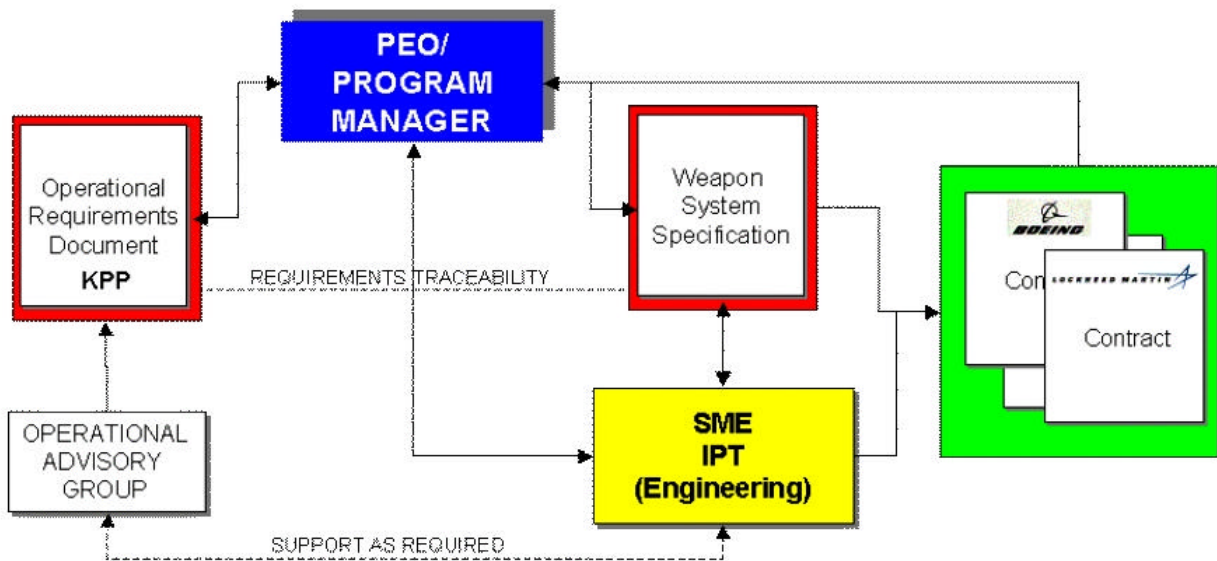 PEO/
PROGRAM
MANAGER
Operational
Requirements
Document
KPP
Weapon
System
Specification
BOEING
Con
LOCKHEED MARTIN
Contract
REQUIREMENTS TRACEABILITY
OPERATIONAL
ADVISORY
GROUP
SME
IPT
(Engineering)
SUPPORT AS REQUIRED